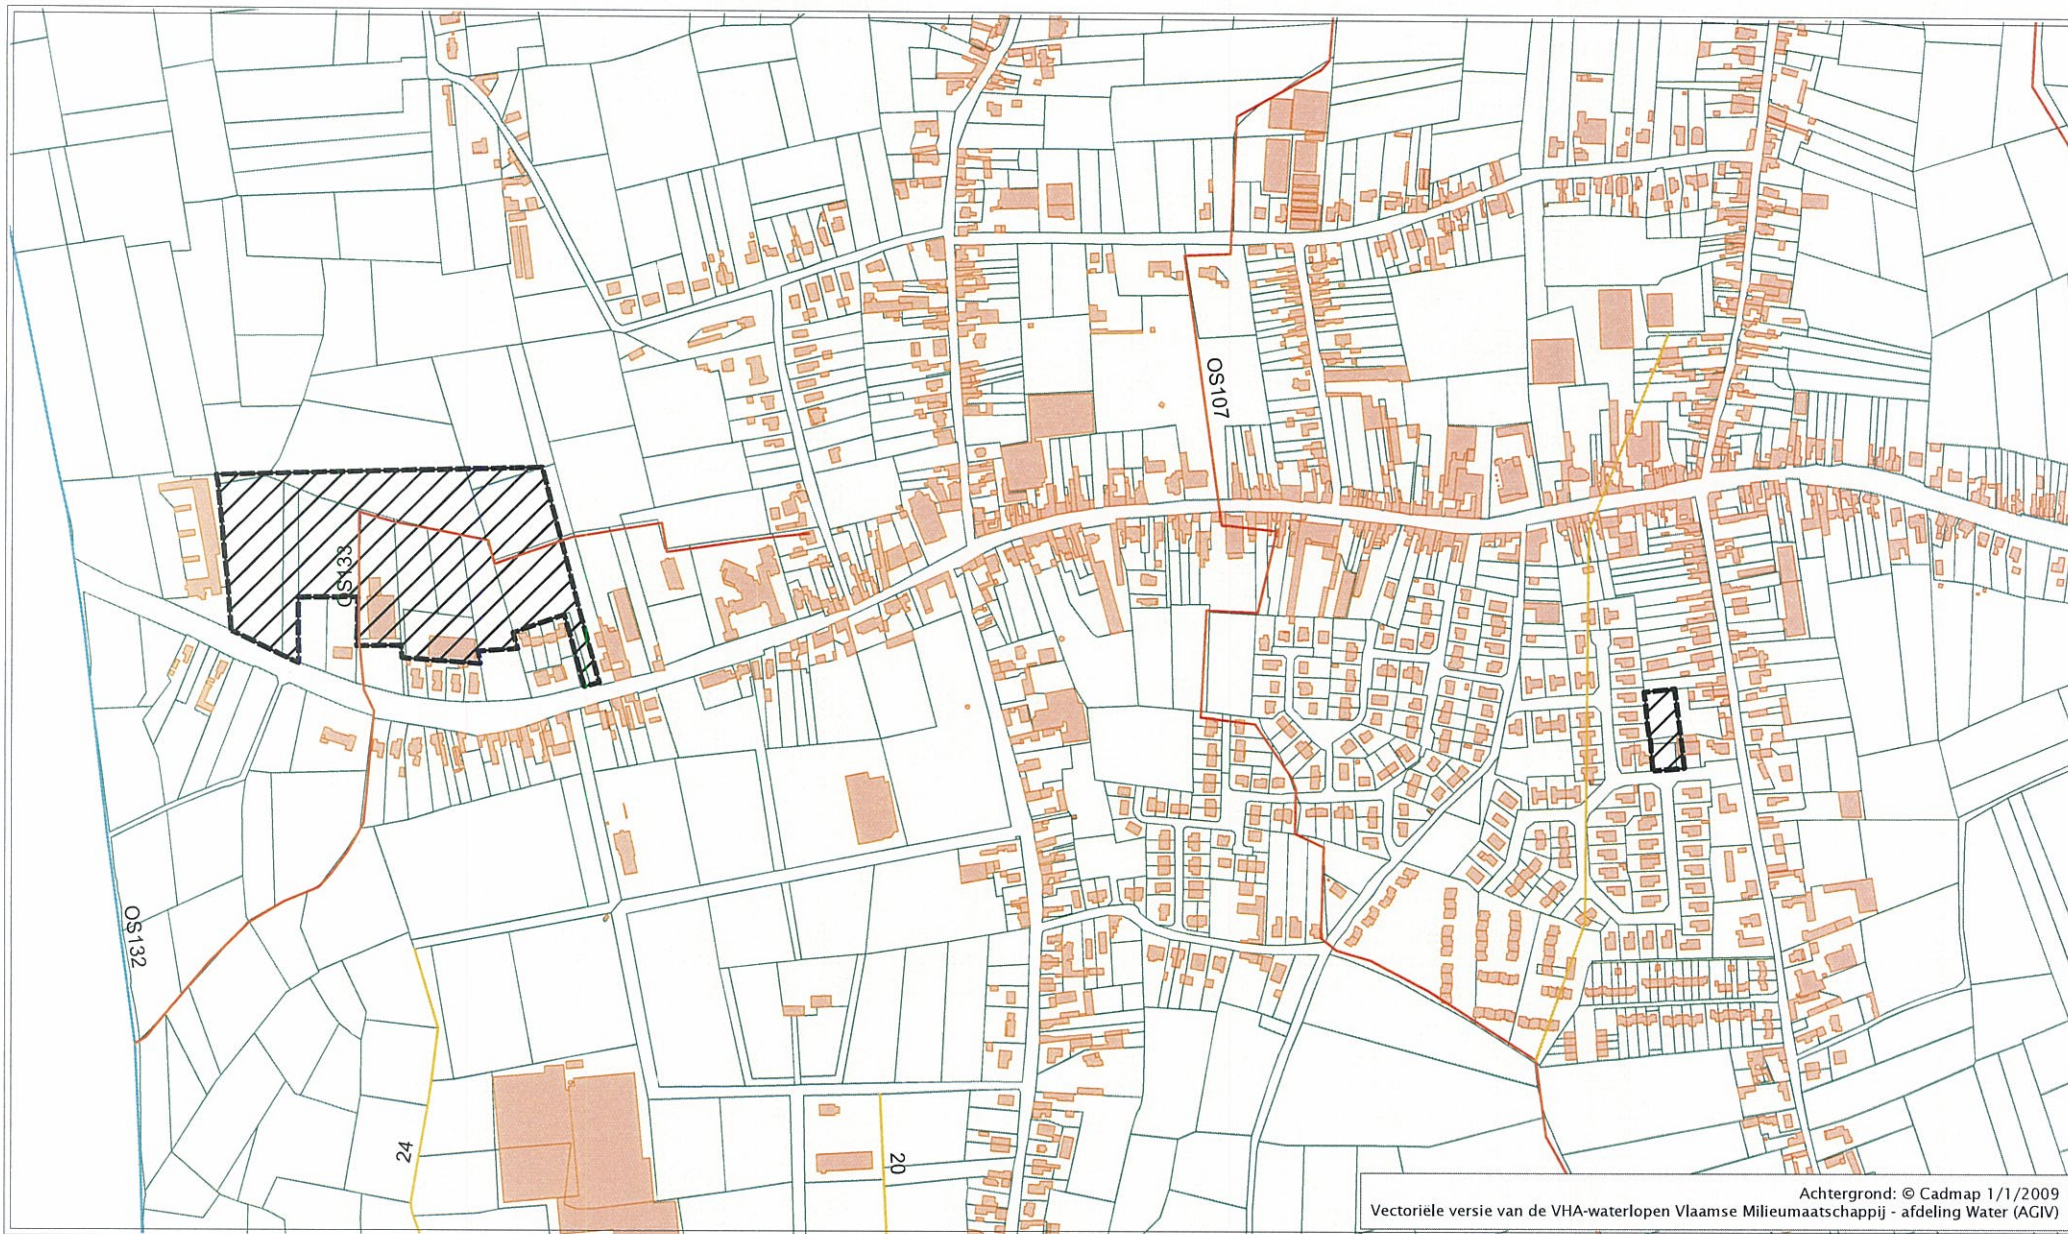 OS107
OS133
OS132
24
20
Achtergrond: © Cadmap 1/1/2009
Vectoriële versie van de VHA-waterlopen Vlaamse Milieumaatschappij - afdeling Water (AGIV)